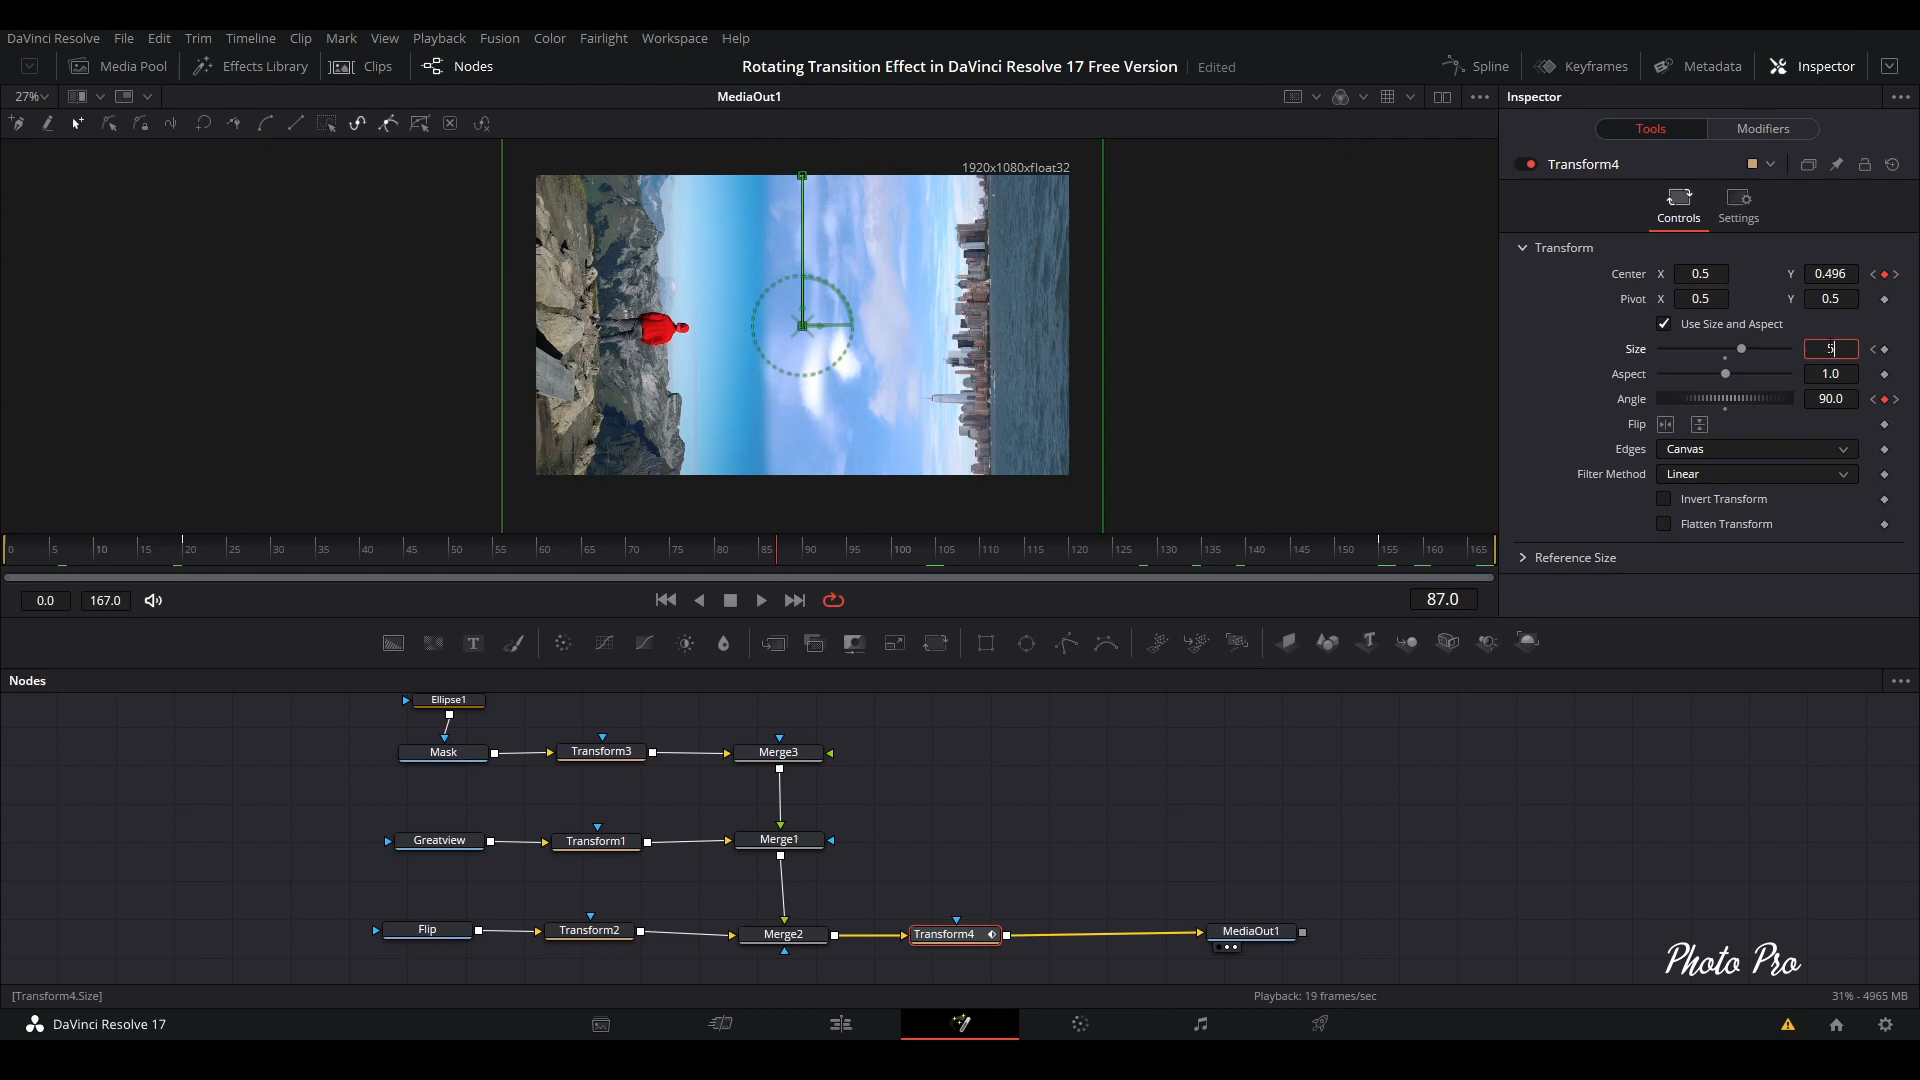 DaVinci Resolve File Edit Trim Timeline Clip Mark View Playback Fusion Color Fairlight Workspace Help
Media Pool Effects Library Clips Nodes Rotating Transition Effect in DaVinci Resolve 17 Free Version Edited Spline Keyframes Metadata Inspector
27% MediaOut1 Inspector
Tools Modifiers
1920x1080xfloat32
Transform4
Controls Settings
Transform
Center X 0.5 Y 0.496
Pivot X 0.5 Y 0.5
Use Size and Aspect
Size 5
Aspect 1.0
Angle 90.0
Flip
Edges Canvas
Filter Method Linear
Invert Transform
Flatten Transform
Reference Size
0 5 10 15 20 25 30 35 40 45 50 55 60 65 70 75 80 85 90 95 100 105 110 115 120 125 130 135 140 145 150 155 160 165
0.0 167.0 87.0
T
Nodes
Ellipse1
Mask Transform3 Merge3
Greatview Transform1 Merge1
Flip Transform2 Merge2 Transform4 MediaOut1
Photo Pro
[Transform4.Size] Playback: 19 frames/sec 31% - 4965 MB
DaVinci Resolve 17